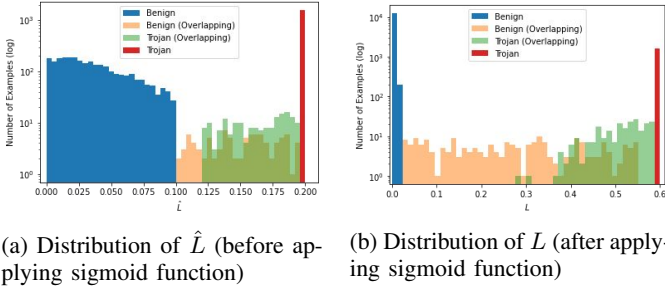 Benign
Benign (Overlapping)
Trojan (Overlapping)
Trojan
Number of Examples (log)
10³
10²
10¹
10⁰
0.000 0.025 0.050 0.075 0.100 0.125 0.150 0.175 0.200
L̂
Benign
Benign (Overlapping)
Trojan (Overlapping)
Trojan
Number of Examples (log)
10⁴
10³
10²
10¹
10⁰
0.0 0.1 0.2 0.3 0.4 0.5 0.6
L
(a) Distribution of L̂ (before ap-
plying sigmoid function)
(b) Distribution of L (after apply-
ing sigmoid function)